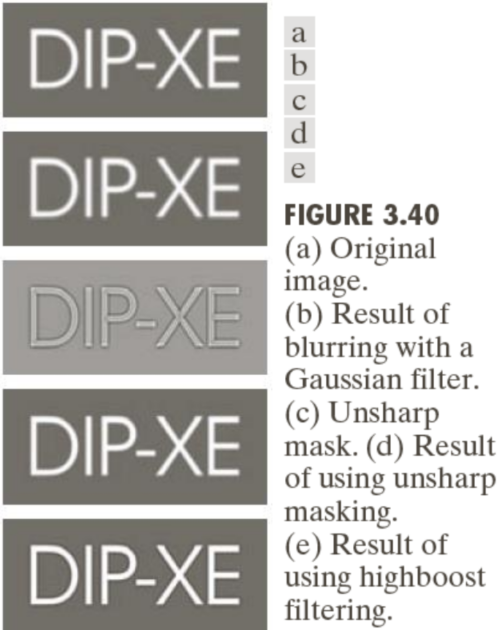 DIP-XE
DIP-XE
DIP-XE
DIP-XE
DIP-XE
a
b
c
d
e
FIGURE 3.40
(a) Original
image.
(b) Result of
blurring with a
Gaussian filter.
(c) Unsharp
mask. (d) Result
of using unsharp
masking.
(e) Result of
using highboost
filtering.